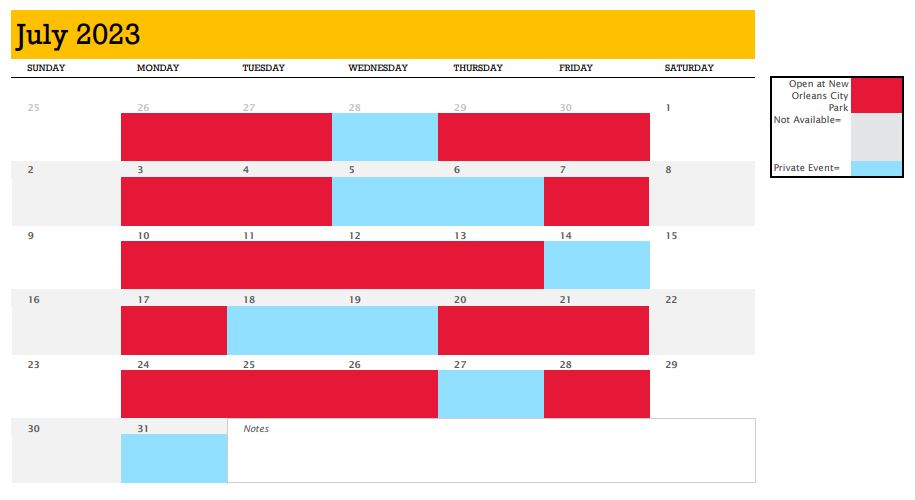 July 2023
SUNDAY MONDAY TUESDAY WEDNESDAY THURSDAY FRIDAY SATURDAY
25 26 27 28 29 30 1
2 3 4 5 6 7 8
9 10 11 12 13 14 15
16 17 18 19 20 21 22
23 24 25 26 27 28 29
30 31 Notes
Open at New
Orleans City
Park
Not Available=
Private Event=